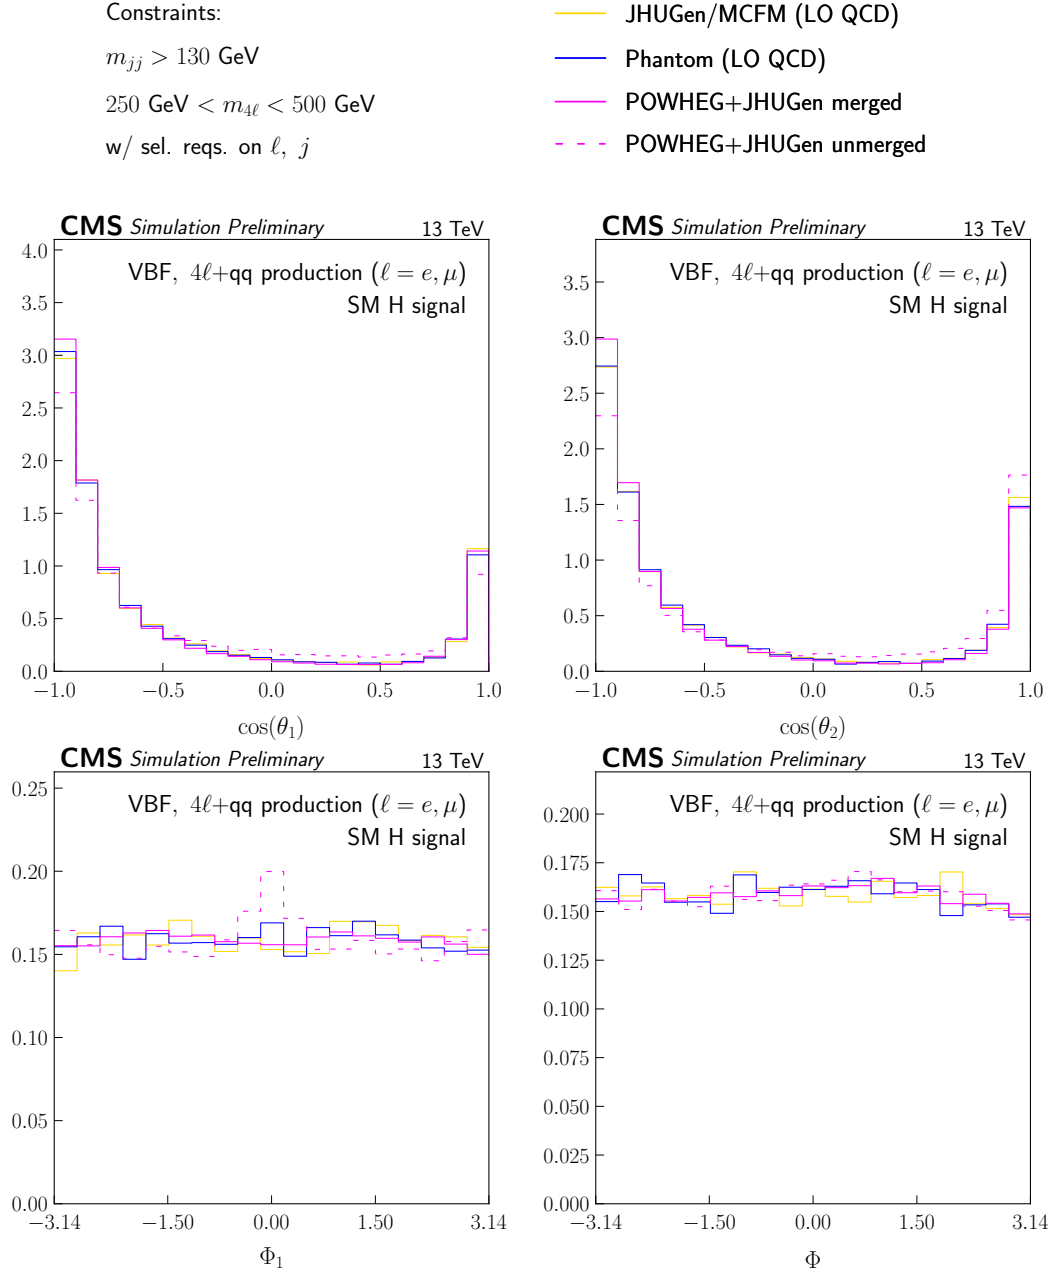 Constraints:
m_{jj} > 130 GeV
250 GeV < m_{4ℓ} < 500 GeV
w/ sel. reqs. on ℓ, j
JHUGen/MCFM (LO QCD)
Phantom (LO QCD)
POWHEG+JHUGen merged
POWHEG+JHUGen unmerged
CMS Simulation Preliminary 13 TeV
VBF, 4ℓ+qq production (ℓ = e, μ)
SM H signal
4.0
3.5
3.0
2.5
2.0
1.5
1.0
0.5
0.0
−1.0 −0.5 0.0 0.5 1.0
cos(θ₁)
CMS Simulation Preliminary 13 TeV
VBF, 4ℓ+qq production (ℓ = e, μ)
SM H signal
3.5
3.0
2.5
2.0
1.5
1.0
0.5
0.0
−1.0 −0.5 0.0 0.5 1.0
cos(θ₂)
CMS Simulation Preliminary 13 TeV
VBF, 4ℓ+qq production (ℓ = e, μ)
SM H signal
0.25
0.20
0.15
0.10
0.05
0.00
−3.14 −1.50 0.00 1.50 3.14
Φ₁
CMS Simulation Preliminary 13 TeV
VBF, 4ℓ+qq production (ℓ = e, μ)
SM H signal
0.200
0.175
0.150
0.125
0.100
0.075
0.050
0.025
0.000
−3.14 −1.50 0.00 1.50 3.14
Φ